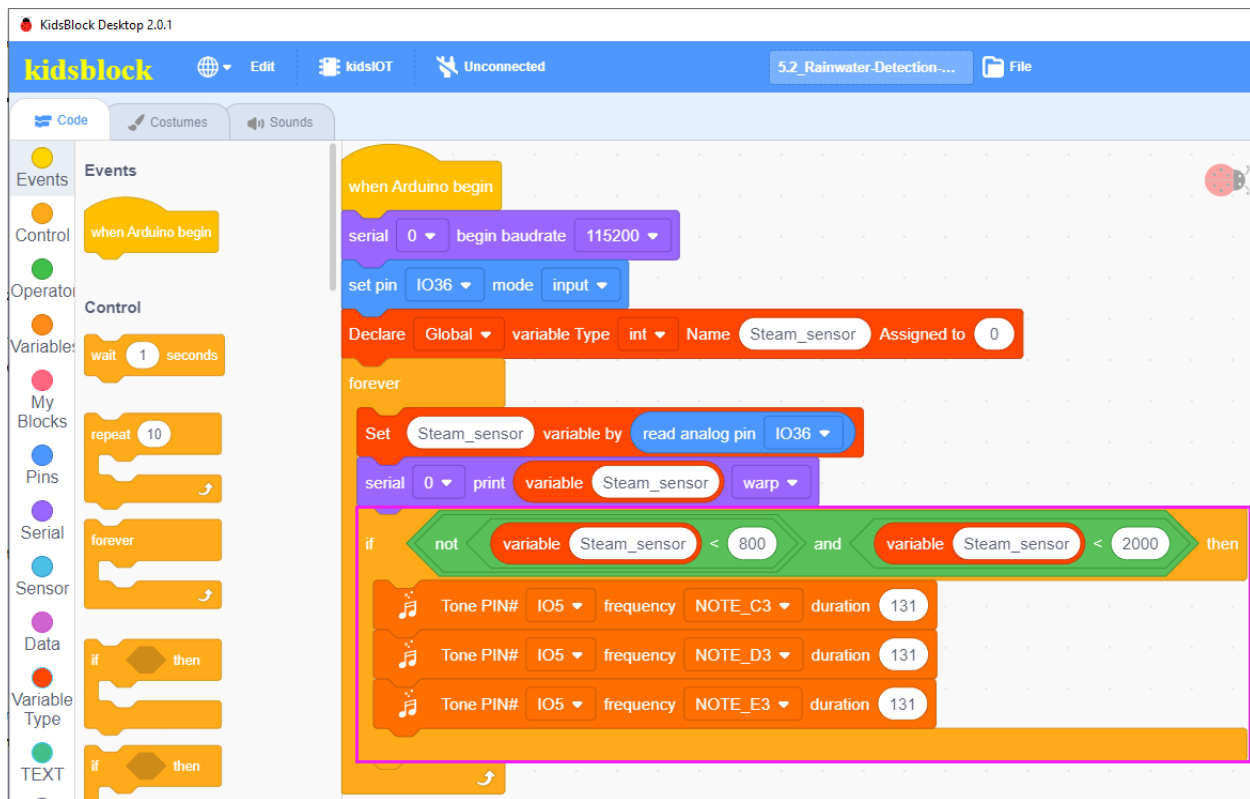 KidsBlock Desktop 2.0.1
kidsblock Edit kidsIOT Unconnected 5.2_Rainwater-Detection-... File
Code Costumes Sounds
Events
Control
Operator
Variables
My
Blocks
Pins
Serial
Sensor
Data
Variable
Type
TEXT
Events
when Arduino begin
Control
wait 1 seconds
repeat 10
forever
if then
if then
when Arduino begin
serial 0 begin baudrate 115200
set pin IO36 mode input
Declare Global variable Type int Name Steam_sensor Assigned to 0
forever
Set Steam_sensor variable by read analog pin IO36
serial 0 print variable Steam_sensor warp
if not variable Steam_sensor < 800 and variable Steam_sensor < 2000 then
Tone PIN# IO5 frequency NOTE_C3 duration 131
Tone PIN# IO5 frequency NOTE_D3 duration 131
Tone PIN# IO5 frequency NOTE_E3 duration 131